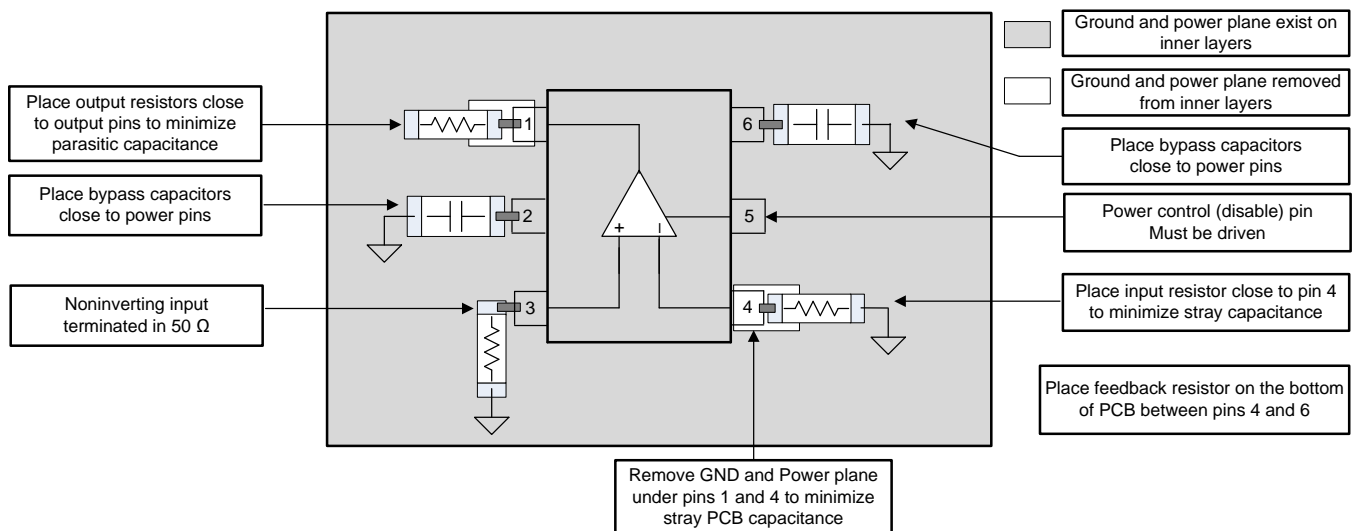 Ground and power plane exist on
inner layers
Ground and power plane removed
from inner layers
Place output resistors close
to output pins to minimize
parasitic capacitance
1
6
Place bypass capacitors
close to power pins
Place bypass capacitors
close to power pins
2
5
Power control (disable) pin
Must be driven
+
–
Noninverting input
terminated in 50 Ω
3
4
Place input resistor close to pin 4
to minimize stray capacitance
Place feedback resistor on the bottom
of PCB between pins 4 and 6
Remove GND and Power plane
under pins 1 and 4 to minimize
stray PCB capacitance